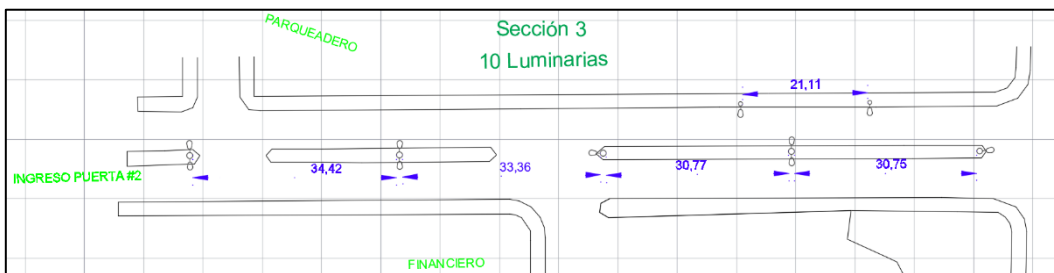 Sección 3
PARQUEADERO
10 Luminarias
21,11
34,42
33,36
30,77
30,75
INGRESO PUERTA #2
FINANCIERO